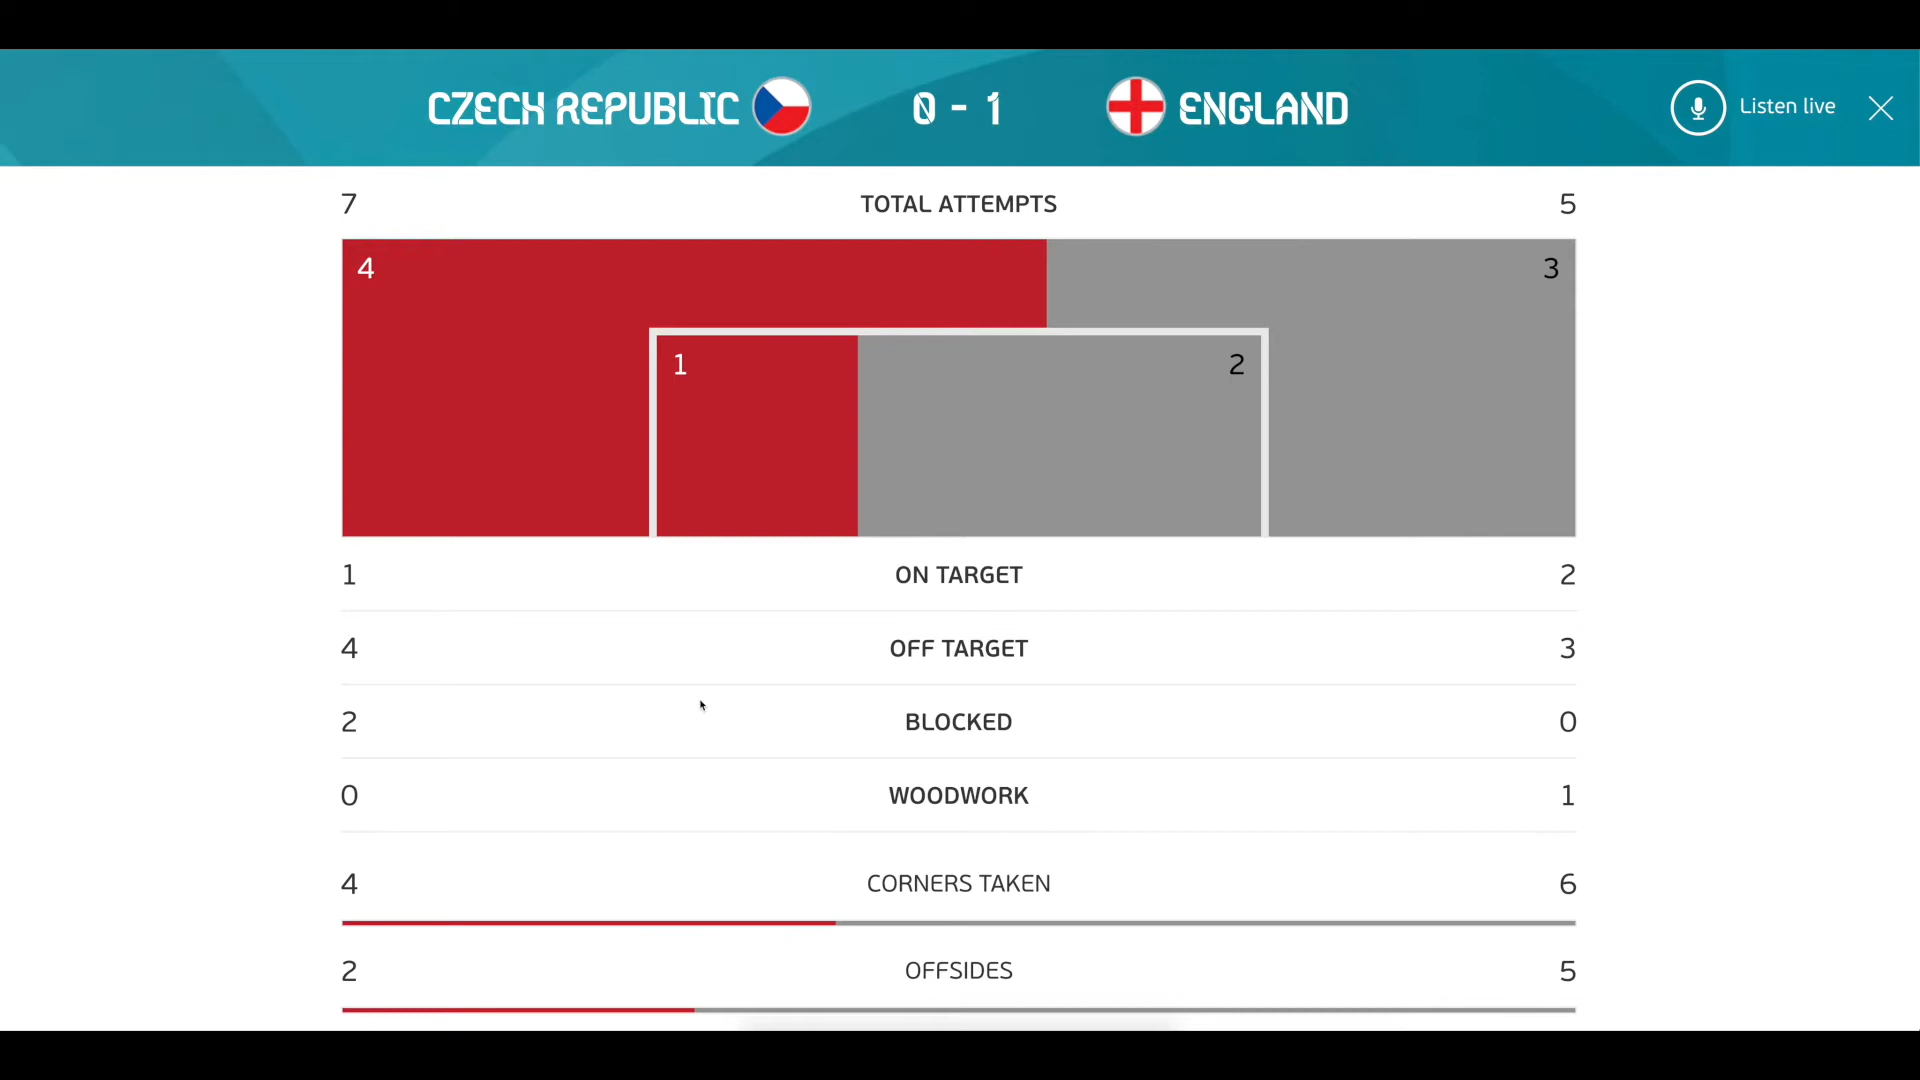 CZECH REPUBLIC 0 - 1 ENGLAND Listen live
7 TOTAL ATTEMPTS 5
4 3
1 2
1 ON TARGET 2
4 OFF TARGET 3
2 BLOCKED 0
0 WOODWORK 1
4 CORNERS TAKEN 6
2 OFFSIDES 5